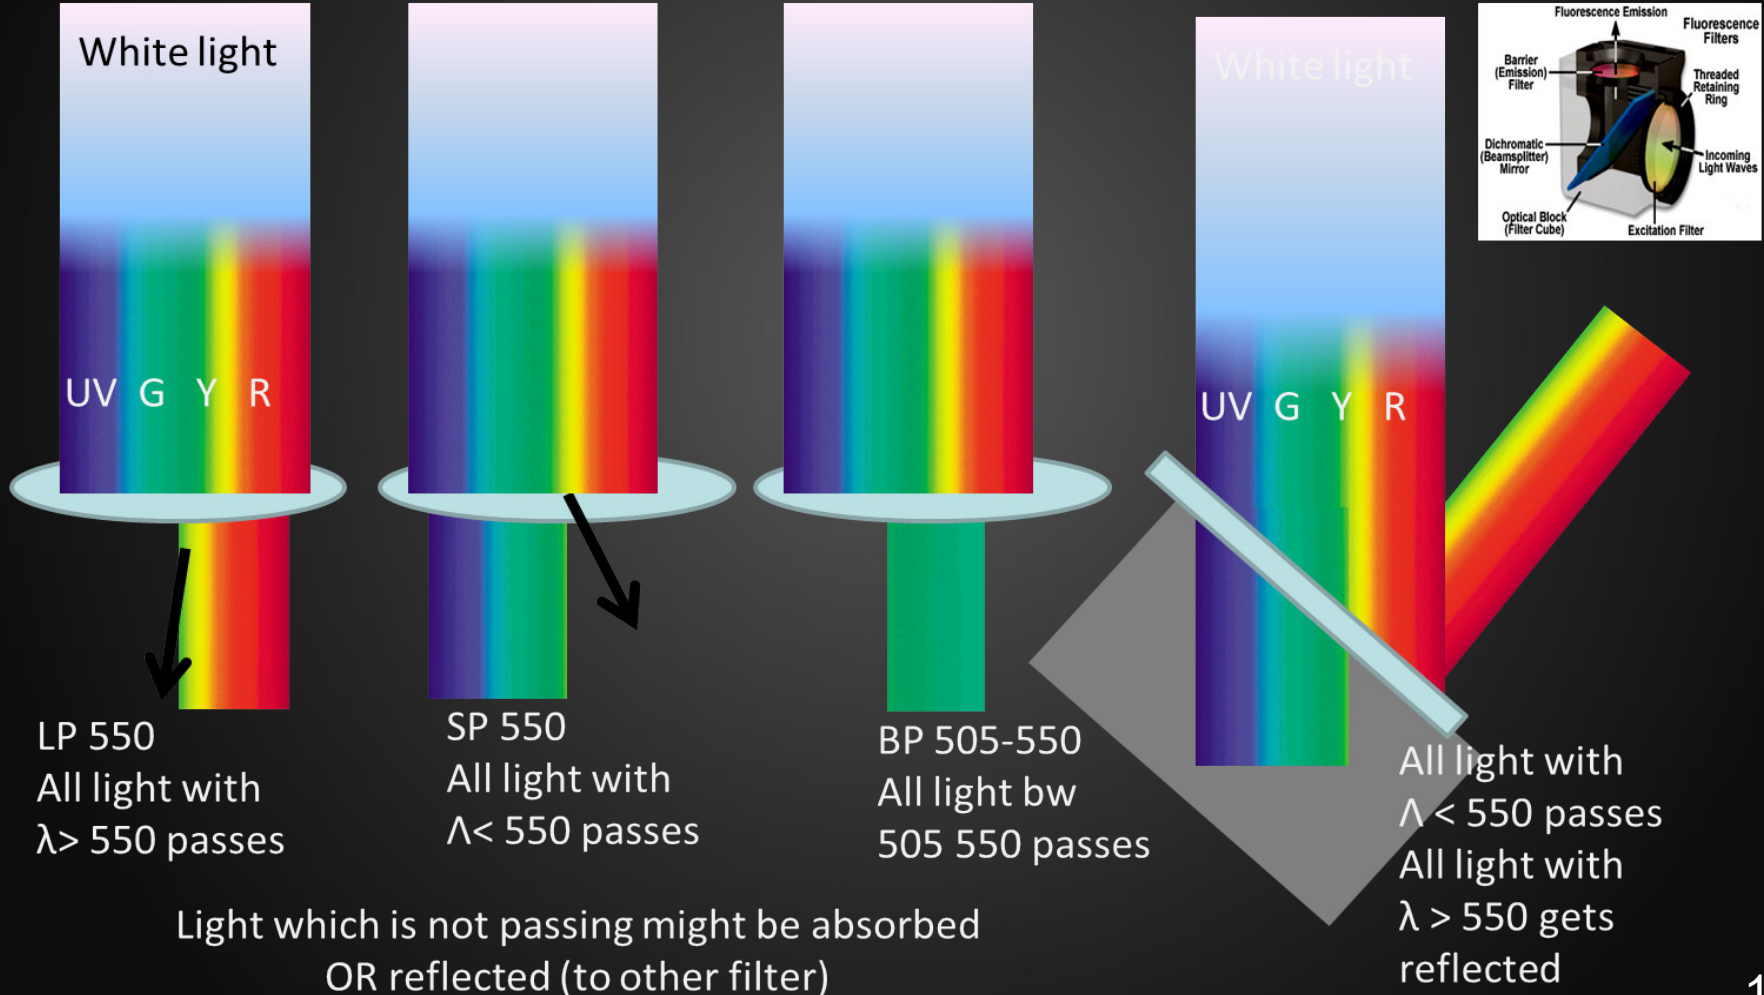 White light
UV G Y R
LP 550
All light with
λ> 550 passes
SP 550
All light with
Λ< 550 passes
BP 505-550
All light bw
505 550 passes
White light
UV G Y R
All light with
Λ < 550 passes
All light with
λ > 550 gets
reflected
Light which is not passing might be absorbed
OR reflected (to other filter)
Fluorescence Emission
Fluorescence
Filters
Barrier
(Emission)
Filter
Threaded
Retaining
Ring
Dichromatic
(Beamsplitter)
Mirror
Incoming
Light Waves
Optical Block
(Filter Cube)
Excitation Filter
1